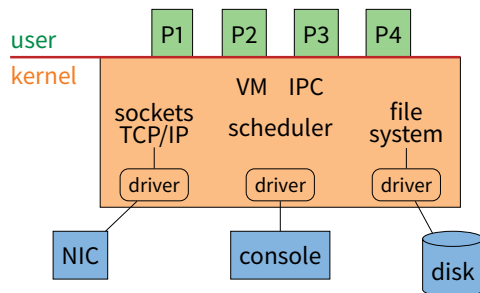 P1 P2 P3 P4
user
kernel
VM IPC
sockets
TCP/IP
scheduler
file
system
driver driver driver
NIC console disk